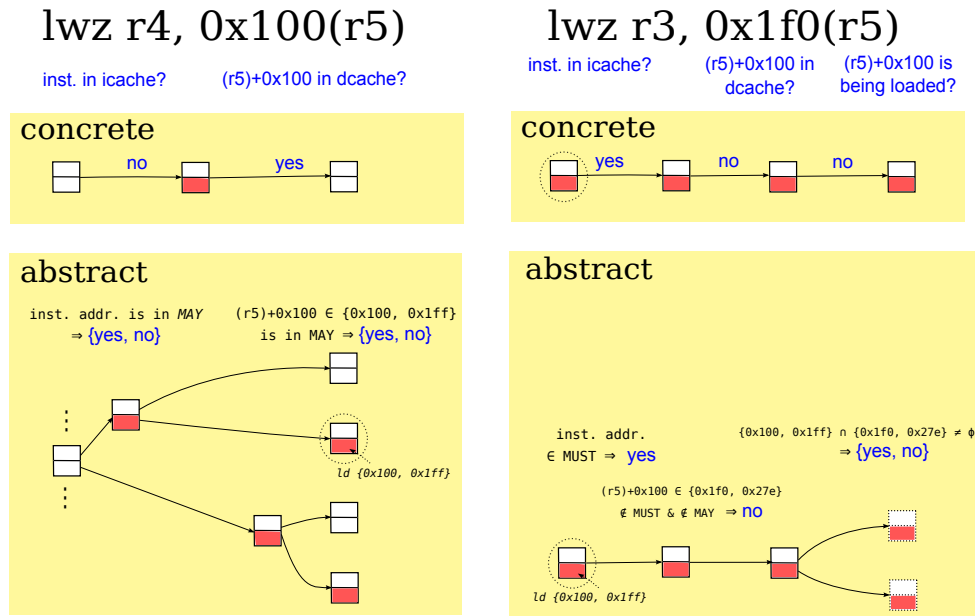 lwz r4, 0x100(r5)
inst. in icache?
(r5)+0x100 in dcache?
concrete
no
yes
abstract
inst. addr. is in MAY
⇒ {yes, no}
(r5)+0x100 ∈ {0x100, 0x1ff}
is in MAY ⇒ {yes, no}
ld {0x100, 0x1ff}
lwz r3, 0x1f0(r5)
inst. in icache?
(r5)+0x100 in
dcache?
(r5)+0x100 is
being loaded?
concrete
yes
no
no
abstract
inst. addr.
∈ MUST ⇒ yes
{0x100, 0x1ff} ∩ {0x1f0, 0x27e} ≠ ϕ
⇒ {yes, no}
(r5)+0x100 ∈ {0x1f0, 0x27e}
∉ MUST & ∉ MAY ⇒ no
ld {0x100, 0x1ff}